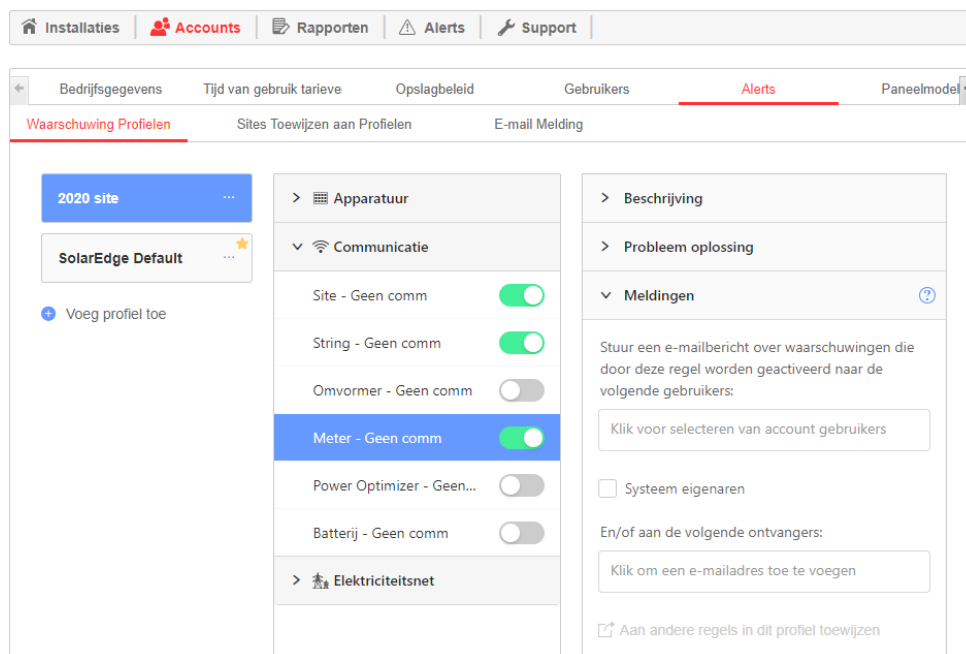 Installaties Accounts Rapporten Alerts Support
Bedrijfsgegevens Tijd van gebruik tarieve Opslagbeleid Gebruikers Alerts Paneelmodel
Waarschuwing Profielen Sites Toewijzen aan Profielen E-mail Melding
2020 site ...
SolarEdge Default ...
Voeg profiel toe
Apparatuur
Communicatie
Site - Geen comm
String - Geen comm
Omvormer - Geen comm
Meter - Geen comm
Power Optimizer - Geen...
Batterij - Geen comm
Elektriciteitsnet
Beschrijving
Probleem oplossing
Meldingen ?
Stuur een e-mailbericht over waarschuwingen die
door deze regel worden geactiveerd naar de
volgende gebruikers:
Klik voor selecteren van account gebruikers
Systeem eigenaren
En/of aan de volgende ontvangers:
Klik om een e-mailadres toe te voegen
Aan andere regels in dit profiel toewijzen